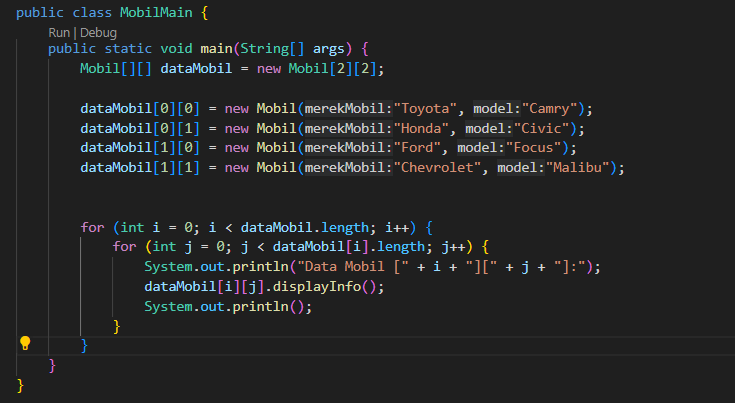 public class MobilMain {
Run | Debug
public static void main(String[] args) {
Mobil[][] dataMobil = new Mobil[2][2];
dataMobil[0][0] = new Mobil(merekMobil:"Toyota", model:"Camry");
dataMobil[0][1] = new Mobil(merekMobil:"Honda", model:"Civic");
dataMobil[1][0] = new Mobil(merekMobil:"Ford", model:"Focus");
dataMobil[1][1] = new Mobil(merekMobil:"Chevrolet", model:"Malibu");
for (int i = 0; i < dataMobil.length; i++) {
for (int j = 0; j < dataMobil[i].length; j++) {
System.out.println("Data Mobil [" + i + "][" + j + "]:");
dataMobil[i][j].displayInfo();
System.out.println();
}
}
}
}